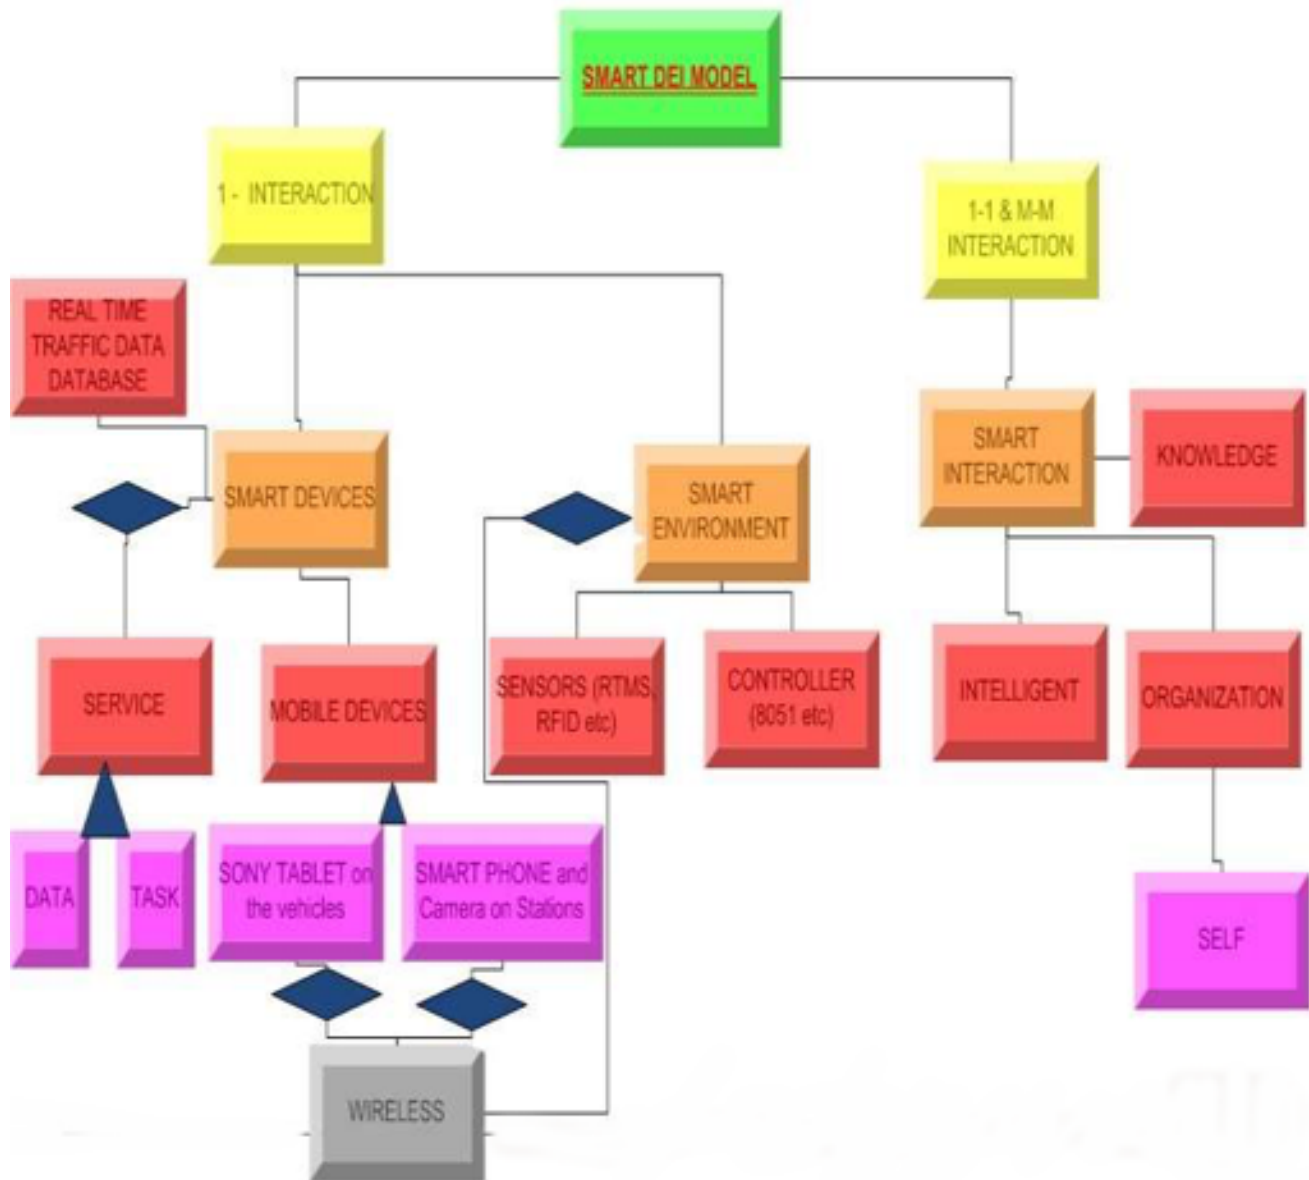 SMART DEI MODEL
1 - INTERACTION
1-1 & M-M
INTERACTION
REAL TIME
TRAFFIC DATA
DATABASE
SMART DEVICES
SMART
ENVIRONMENT
SMART
INTERACTION
KNOWLEDGE
SERVICE
MOBILE DEVICES
SENSORS (RTMS,
RFID etc)
CONTROLLER
(8051 etc)
INTELLIGENT
ORGANIZATION
DATA
TASK
SONY TABLET on
the vehicles
SMART PHONE and
Camera on Stations
SELF
WIRELESS